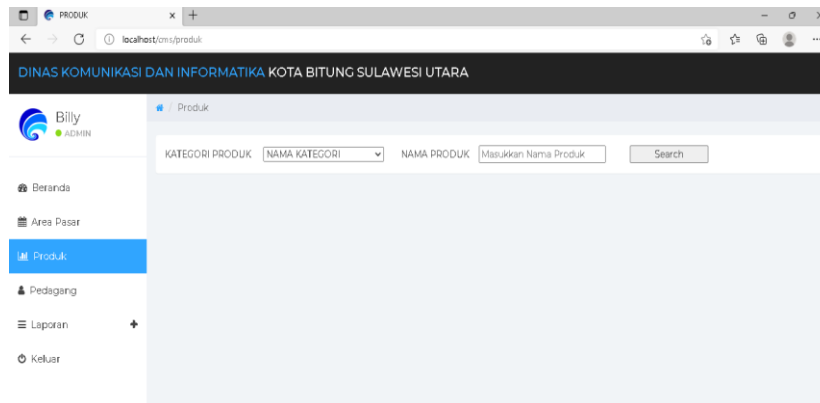 PRODUK
localhost/cms/produk
DINAS KOMUNIKASI DAN INFORMATIKA KOTA BITUNG SULAWESI UTARA
Billy
ADMIN
/ Produk
KATEGORI PRODUK NAMA KATEGORI NAMA PRODUK Masukkan Nama Produk Search
Beranda
Area Pasar
Produk
Pedagang
Laporan
Keluar